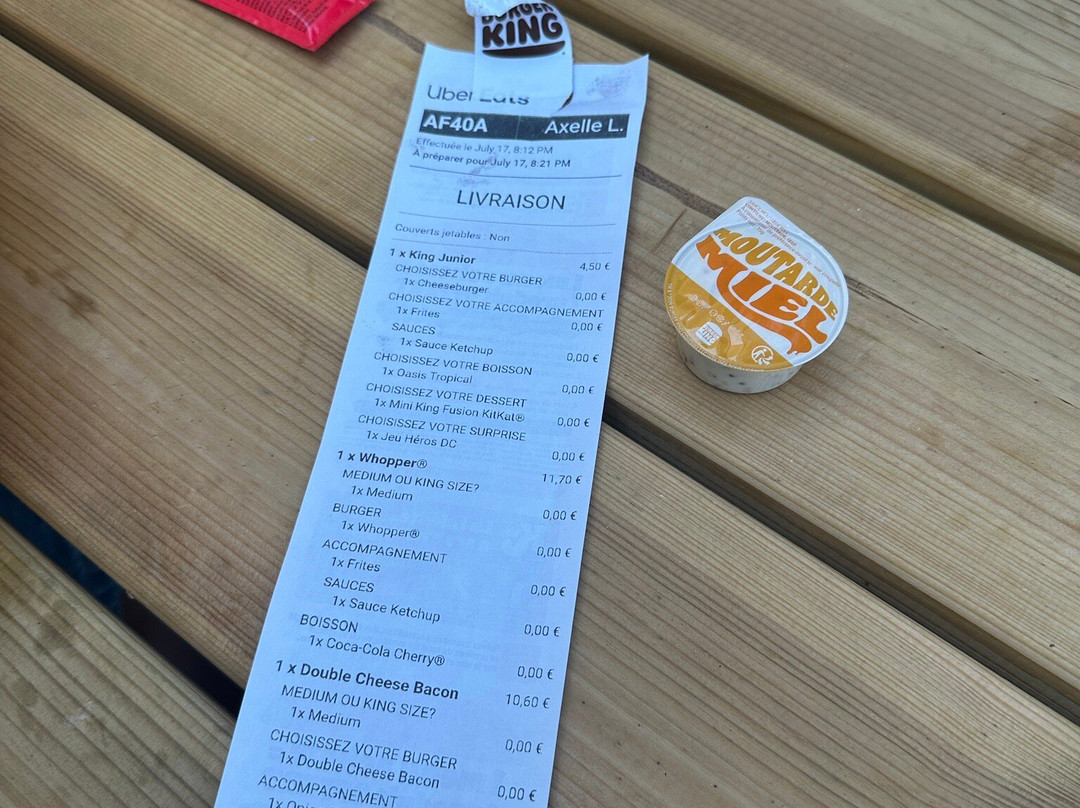 BURGER
KING
Uber Eats
AF40A Axelle L.
Effectuée le July 17, 8:12 PM
À préparer pour July 17, 8:21 PM
LIVRAISON
Couverts jetables : Non
1 x King Junior 4,50 €
CHOISISSEZ VOTRE BURGER
1x Cheeseburger 0,00 €
CHOISISSEZ VOTRE ACCOMPAGNEMENT
1x Frites 0,00 €
SAUCES
1x Sauce Ketchup 0,00 €
CHOISISSEZ VOTRE BOISSON
1x Oasis Tropical 0,00 €
CHOISISSEZ VOTRE DESSERT
1x Mini King Fusion KitKat® 0,00 €
CHOISISSEZ VOTRE SURPRISE
1x Jeu Héros DC 0,00 €
1 x Whopper® 11,70 €
MEDIUM OU KING SIZE?
1x Medium 0,00 €
BURGER
1x Whopper® 0,00 €
ACCOMPAGNEMENT
1x Frites 0,00 €
SAUCES
1x Sauce Ketchup 0,00 €
BOISSON
1x Coca-Cola Cherry® 0,00 €
1 x Double Cheese Bacon 10,60 €
MEDIUM OU KING SIZE?
1x Medium 0,00 €
CHOISISSEZ VOTRE BURGER
1x Double Cheese Bacon 0,00 €
ACCOMPAGNEMENT
MOUTARDE
MIEL